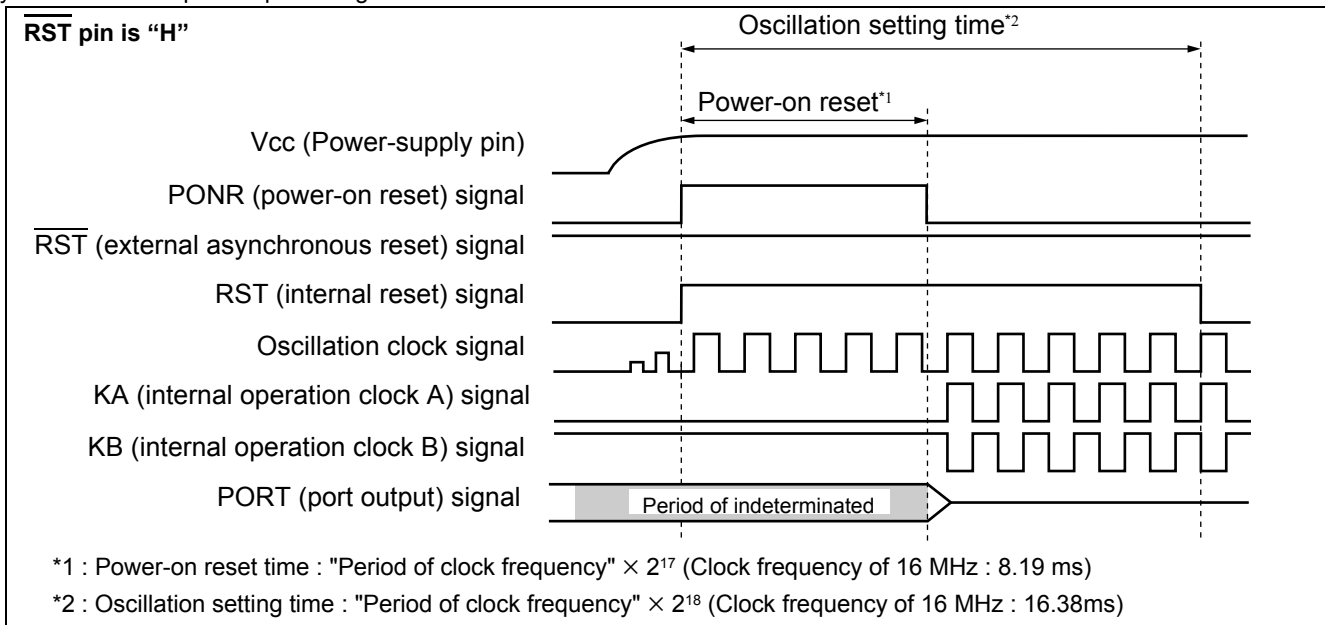 RST pin is “H”
Oscillation setting time*2
Power-on reset*1
Vcc (Power-supply pin)
PONR (power-on reset) signal
RST (external asynchronous reset) signal
RST (internal reset) signal
Oscillation clock signal
KA (internal operation clock A) signal
KB (internal operation clock B) signal
PORT (port output) signal
Period of indeterminated
*1 : Power-on reset time : "Period of clock frequency" × 2¹⁷ (Clock frequency of 16 MHz : 8.19 ms)
*2 : Oscillation setting time : "Period of clock frequency" × 2¹⁸ (Clock frequency of 16 MHz : 16.38ms)